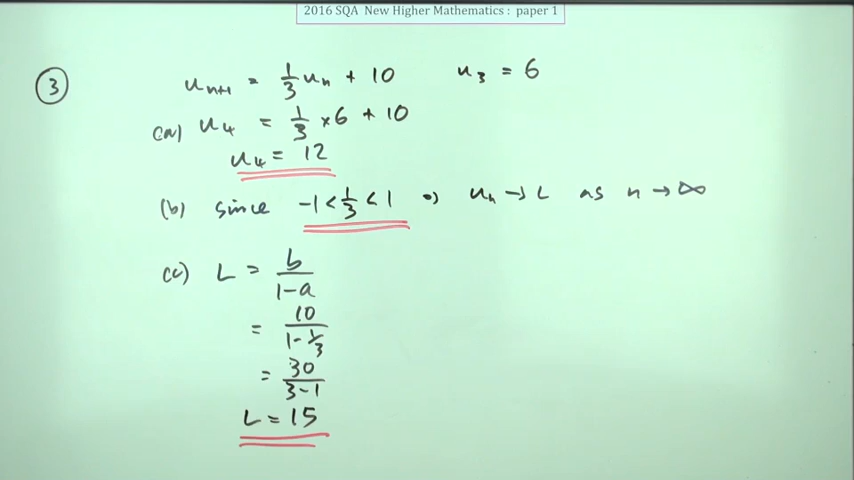 2016 SQA New Higher Mathematics : paper 1
3 uₙ₊₁ = 1/3 uₙ + 10 u₃ = 6
(a) u₄ = 1/3 × 6 + 10
u₄ = 12
(b) since -1 < 1/3 < 1 ⇒ uₙ → L as n → ∞
(c) L = b/(1-a)
= 10/(1-1/3)
= 30/(3-1)
L = 15